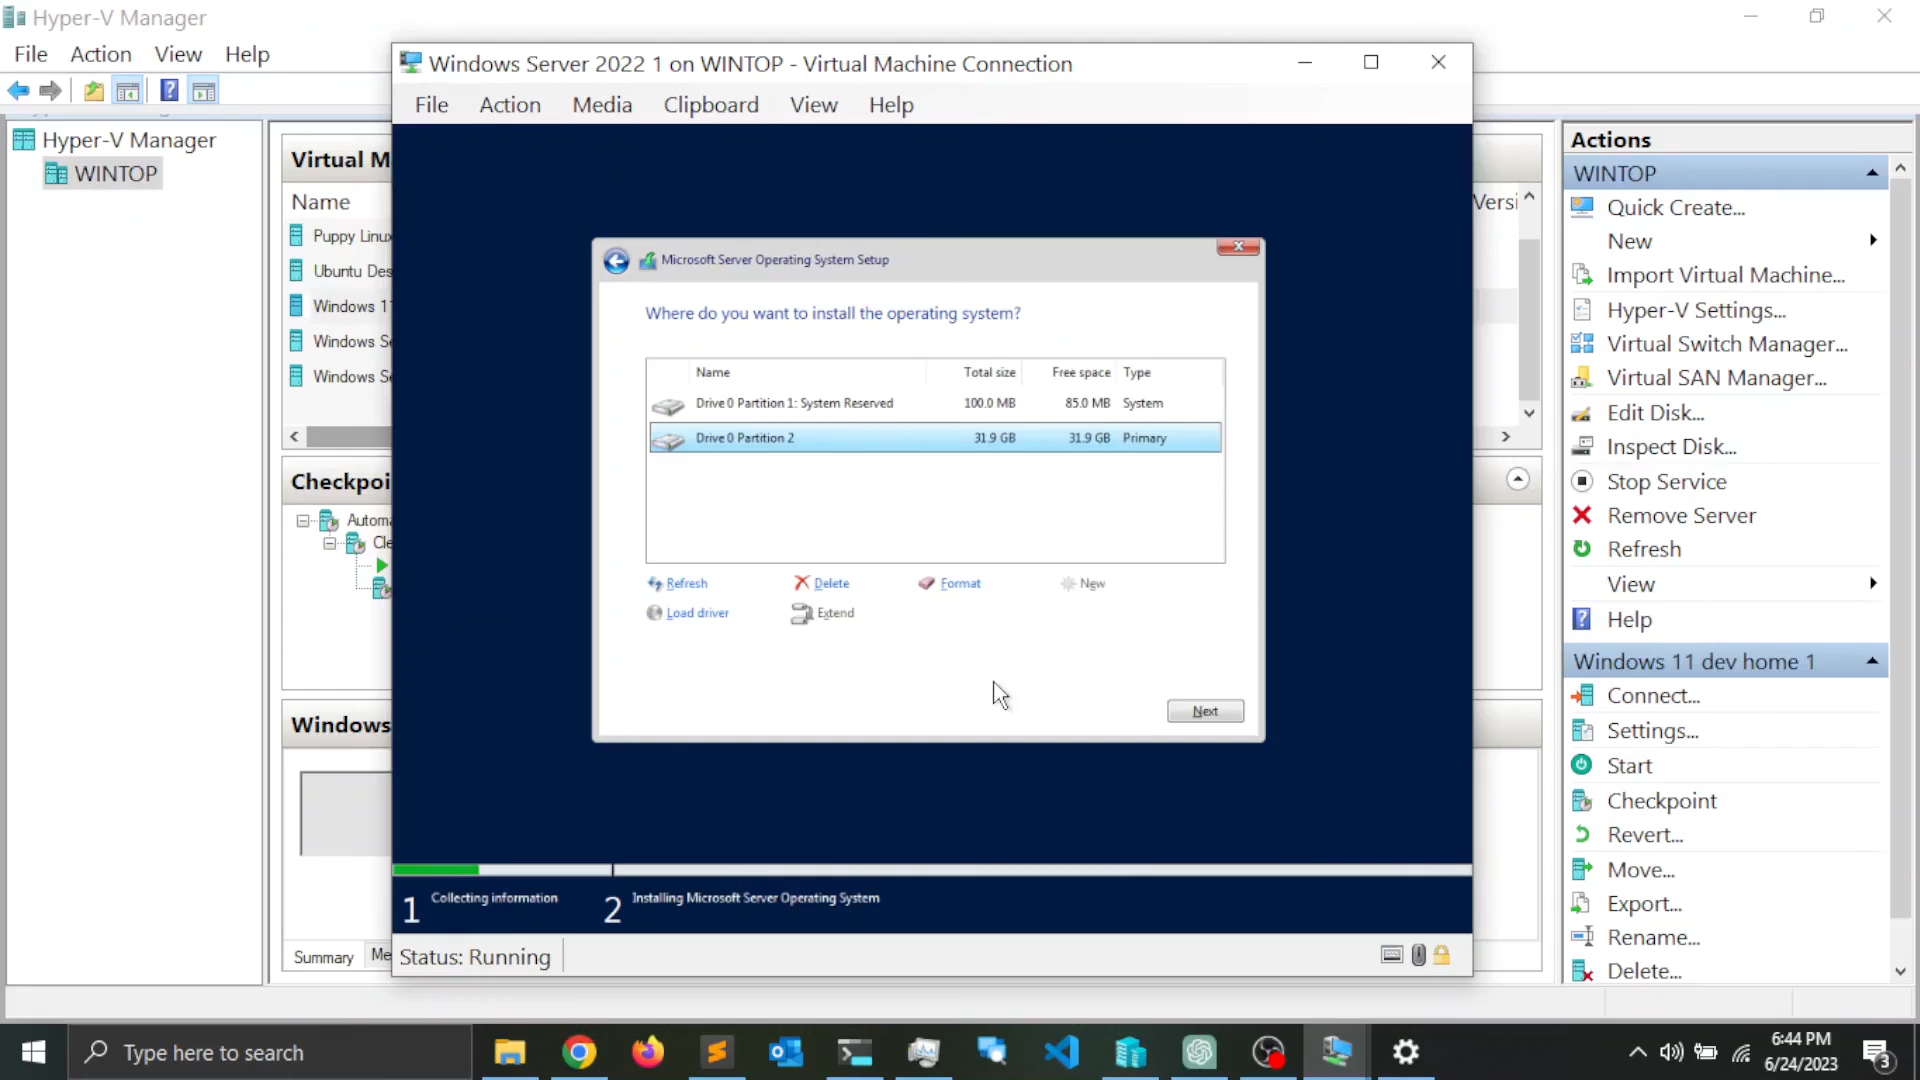 Hyper-V Manager
File Action View Help
Hyper-V Manager
WINTOP
Virtual M
Name
Puppy Linux
Ubuntu Des
Windows 11
Windows Se
Windows Se
Versi
Checkpoi
Automa
Cle
Windows
Summary
Me
Windows Server 2022 1 on WINTOP - Virtual Machine Connection
File Action Media Clipboard View Help
Microsoft Server Operating System Setup
Where do you want to install the operating system?
Name Total size Free space Type
Drive 0 Partition 1: System Reserved 100.0 MB 85.0 MB System
Drive 0 Partition 2 31.9 GB 31.9 GB Primary
Refresh Delete Format New
Load driver Extend
Next
1 Collecting information 2 Installing Microsoft Server Operating System
Status: Running
Actions
WINTOP
Quick Create...
New
Import Virtual Machine...
Hyper-V Settings...
Virtual Switch Manager...
Virtual SAN Manager...
Edit Disk...
Inspect Disk...
Stop Service
Remove Server
Refresh
View
Help
Windows 11 dev home 1
Connect...
Settings...
Start
Checkpoint
Revert...
Move...
Export...
Rename...
Delete...
Type here to search
6:44 PM
6/24/2023
3